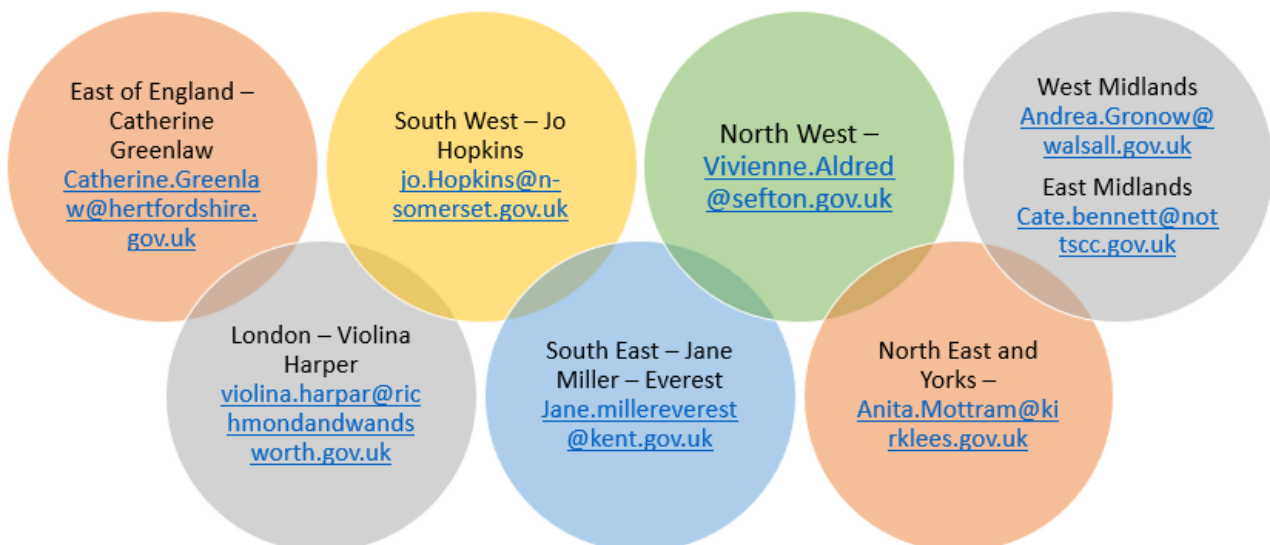 East of England –
Catherine
Greenlaw
Catherine.Greenla
w@hertfordshire.
gov.uk
South West – Jo
Hopkins
jo.Hopkins@n-
somerset.gov.uk
North West –
Vivienne.Aldred
@sefton.gov.uk
West Midlands
Andrea.Gronow@
walsall.gov.uk
East Midlands
Cate.bennett@not
tscc.gov.uk
London – Violina
Harper
violina.harpar@ric
hmondandwands
worth.gov.uk
South East – Jane
Miller – Everest
Jane.millereverest
@kent.gov.uk
North East and
Yorks –
Anita.Mottram@ki
rklees.gov.uk